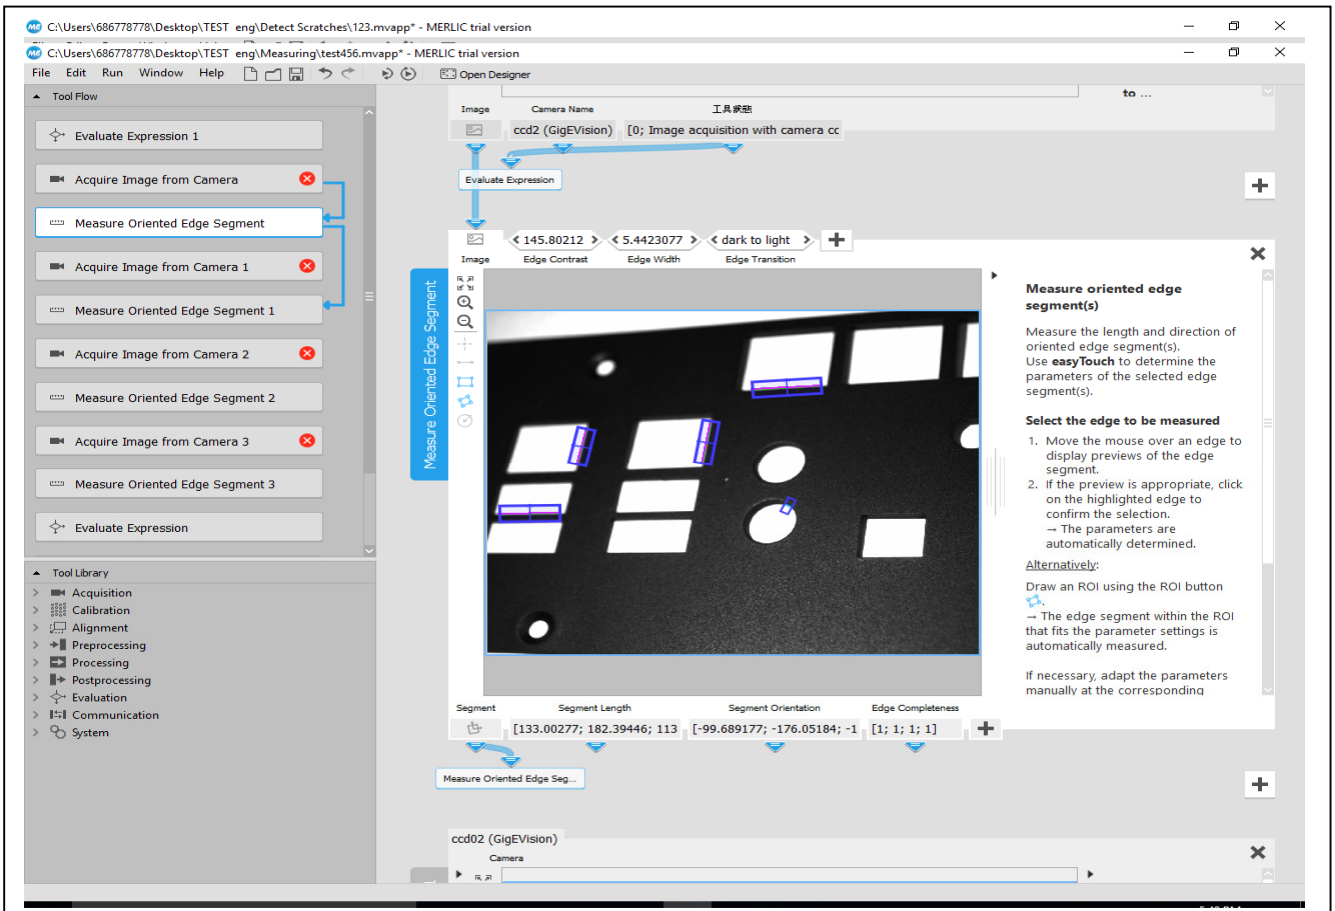 C:\Users\686778778\Desktop\TEST eng\Detect Scratches\123.mvapp* - MERLIC trial version
C:\Users\686778778\Desktop\TEST eng\Measuring\test456.mvapp* - MERLIC trial version
File Edit Run Window Help Open Designer
Tool Flow
Evaluate Expression 1
Acquire Image from Camera
Measure Oriented Edge Segment
Acquire Image from Camera 1
Measure Oriented Edge Segment 1
Acquire Image from Camera 2
Measure Oriented Edge Segment 2
Acquire Image from Camera 3
Measure Oriented Edge Segment 3
Evaluate Expression
Tool Library
Acquisition
Calibration
Alignment
Preprocessing
Processing
Postprocessing
Evaluation
Communication
System
to ...
Image Camera Name 工具狀態
ccd2 (GigEVision) [0; Image acquisition with camera cc
Evaluate Expression
145.80212 5.4423077 dark to light
Image Edge Contrast Edge Width Edge Transition
Measure Oriented Edge Segment
Measure oriented edge
segment(s)
Measure the length and direction of
oriented edge segment(s).
Use easyTouch to determine the
parameters of the selected edge
segment(s).
Select the edge to be measured
1. Move the mouse over an edge to
display previews of the edge
segment.
2. If the preview is appropriate, click
on the highlighted edge to
confirm the selection.
→ The parameters are
automatically determined.
Alternatively:
Draw an ROI using the ROI button
.
→ The edge segment within the ROI
that fits the parameter settings is
automatically measured.
If necessary, adapt the parameters
manually at the corresponding
Segment Segment Length Segment Orientation Edge Completeness
[133.00277; 182.39446; 113 [-99.689177; -176.05184; -1 [1; 1; 1; 1]
Measure Oriented Edge Seg...
ccd02 (GigEVision)
Camera